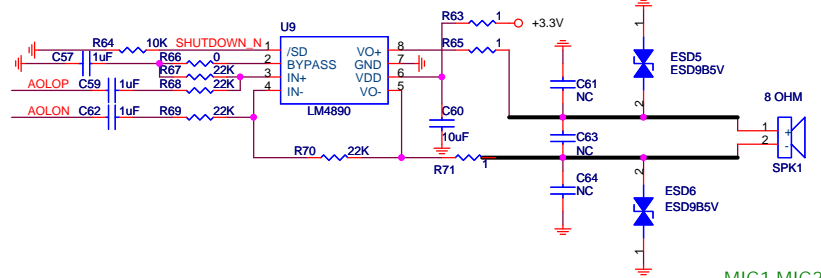 R63 1 +3.3V
1
U9
R64 10K SHUTDOWN_N 1 /SD VO+ 8 R65 1
C57 1uF R66 0 2 BYPASS GND 7
R67 22K 3 IN+ VDD 6
AOLOP C59 1uF R68 22K 4 IN- VO- 5
LM4890
ESD5
ESD9B5V
2
C61
NC
AOLON C62 1uF R69 22K
C60
10uF
C63
NC
8 OHM
1 +
2 -
SPK1
R70 22K
R71 1
C64
NC
2
ESD6
ESD9B5V
1